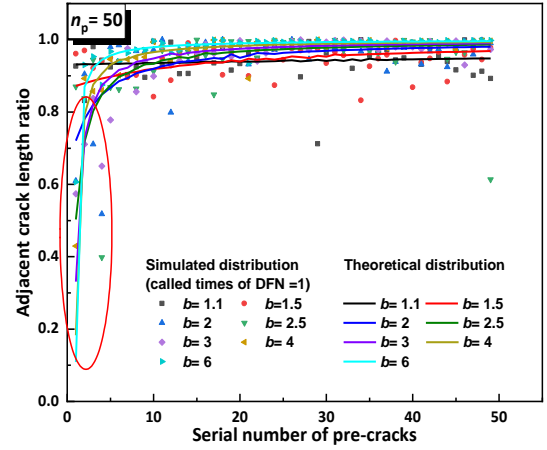 np= 50
Adjacent crack length ratio
1.0
0.8
0.6
0.4
0.2
0.0
0 10 20 30 40 50
Serial number of pre-cracks
Simulated distribution
(called times of DFN =1)
b= 1.1 b= 1.5
b= 2 b= 2.5
b= 3 b= 4
b= 6
Theoretical distribution
b= 1.1 b= 1.5
b= 2 b= 2.5
b= 3 b= 4
b= 6